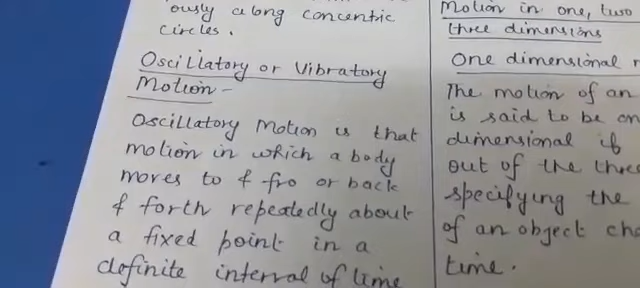 ously along concentric
circles.
Oscillatory or Vibratory
Motion -
Oscillatory Motion is that
motion in which a body
moves to & fro or back
& forth repeatedly about
a fixed point in a
definite interval of time
Motion in one, two
three dimensions
One dimensional
The motion of an
is said to be
dimensional if
out of the
specifying the
of an object
time.